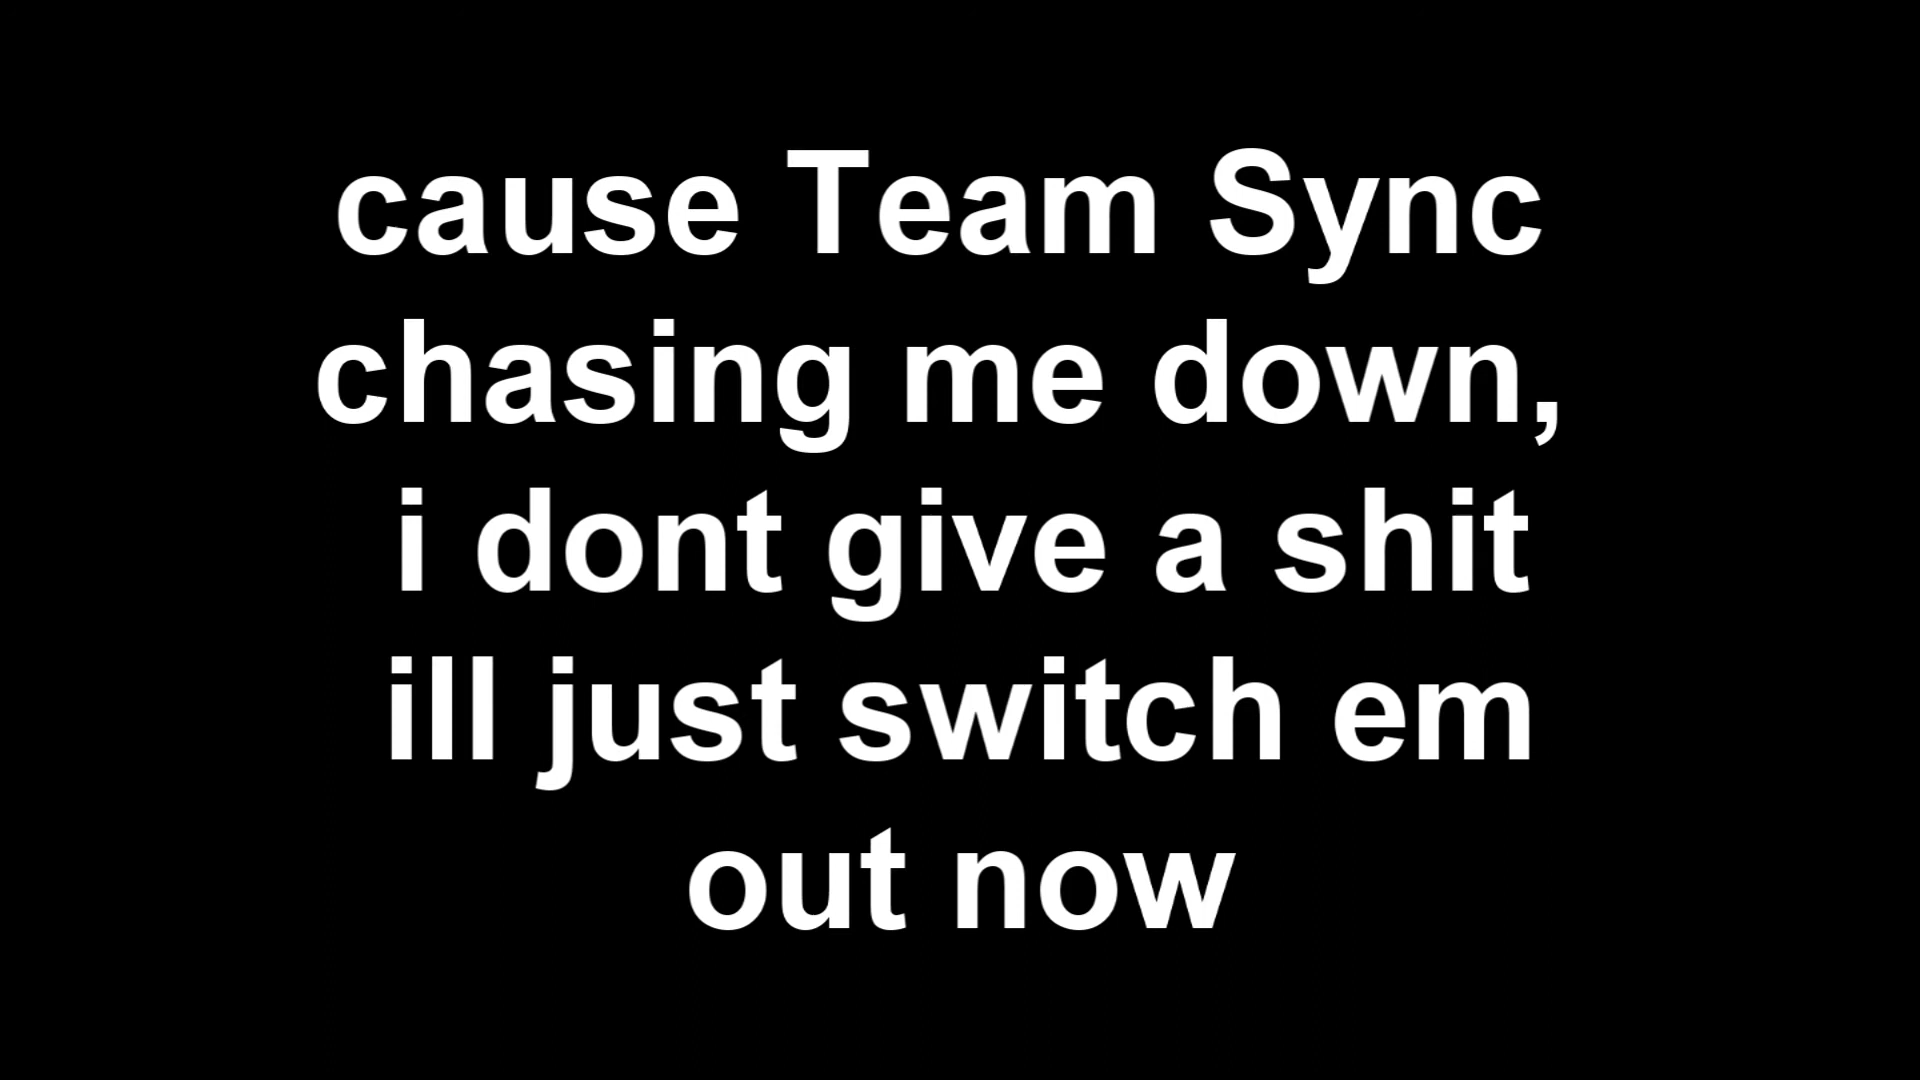 cause Team Sync
chasing me down,
i dont give a shit
ill just switch em
out now